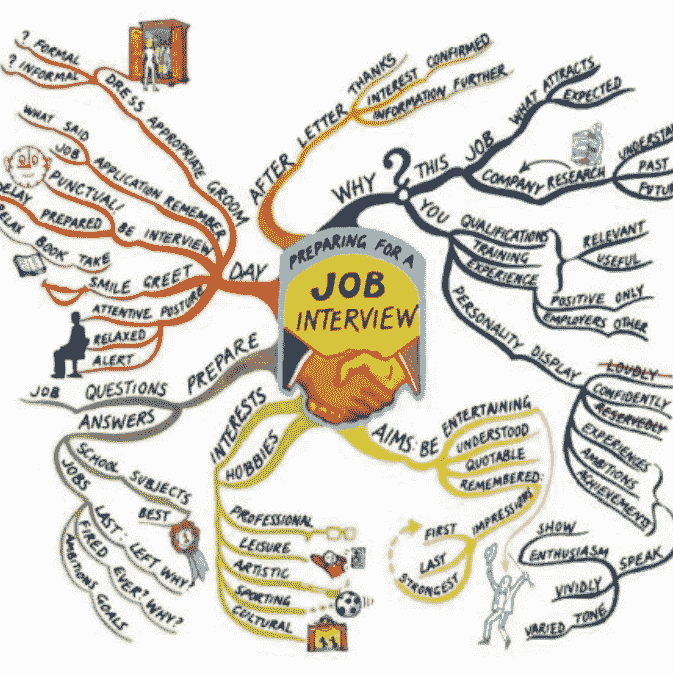 PREPARING FOR A
JOB
INTERVIEW
AFTER LETTER
THANKS
INTEREST CONFIRMED
INFORMATION FURTHER
WHY
?
THIS JOB
WHAT ATTRACTS
EXPECTED
COMPANY RESEARCH
PAST
YOU
QUALIFICATIONS
TRAINING
EXPERIENCE
RELEVANT
USEFUL
POSITIVE ONLY
EMPLOYERS OTHER
PERSONALITY DISPLAY
LOUDLY
CONFIDENTLY
RESERVEDLY
EXPERIENCES
AMBITIONS
ACHIEVEMENTS
SPEAK
SHOW
ENTHUSIASM
VIVIDLY
VARIED TONE
AIMS: BE
ENTERTAINING
UNDERSTOOD
QUOTABLE
REMEMBERED:
IMPRESSIONS
FIRST
LAST
STRONGEST
INTERESTS
HOBBIES
PROFESSIONAL
LEISURE
ARTISTIC
SPORTING
CULTURAL
PREPARE
QUESTIONS
JOB
ANSWERS
SCHOOL SUBJECTS
BEST
1
JOBS
LAST: LEFT WHY?
FIRED EVER? WHY?
AMBITIONS GOALS
DAY
DRESS APPROPRIATE GROOM
? FORMAL
? INFORMAL
APPLICATION REMEMBER
WHAT SAID
JOB
BE INTERVIEW
PUNCTUAL!
PREPARED
DELAY
RELAX
BOOK TAKE
SMILE GREET
ATTENTIVE POSTURE
RELAXED
ALERT